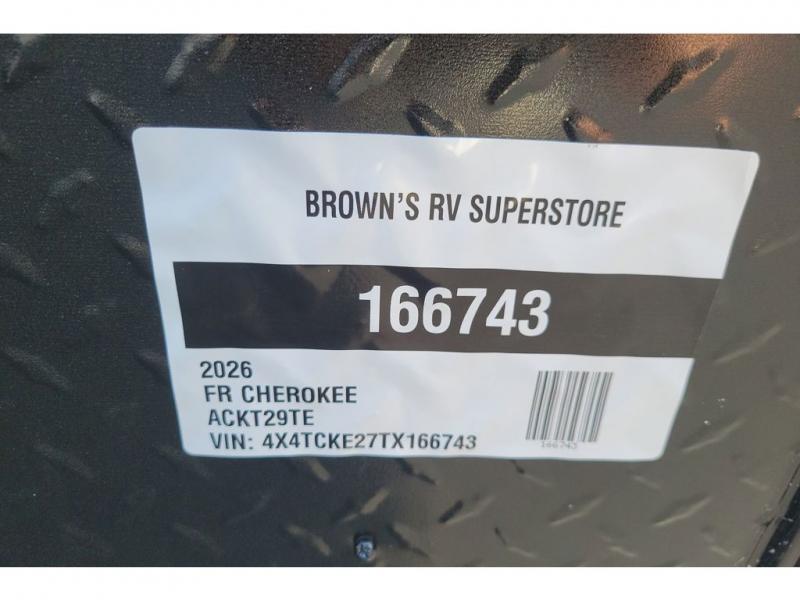 BROWN'S RV SUPERSTORE
166743
2026
FR CHEROKEE
ACKT29TE
VIN: 4X4TCKE27TX166743
166743